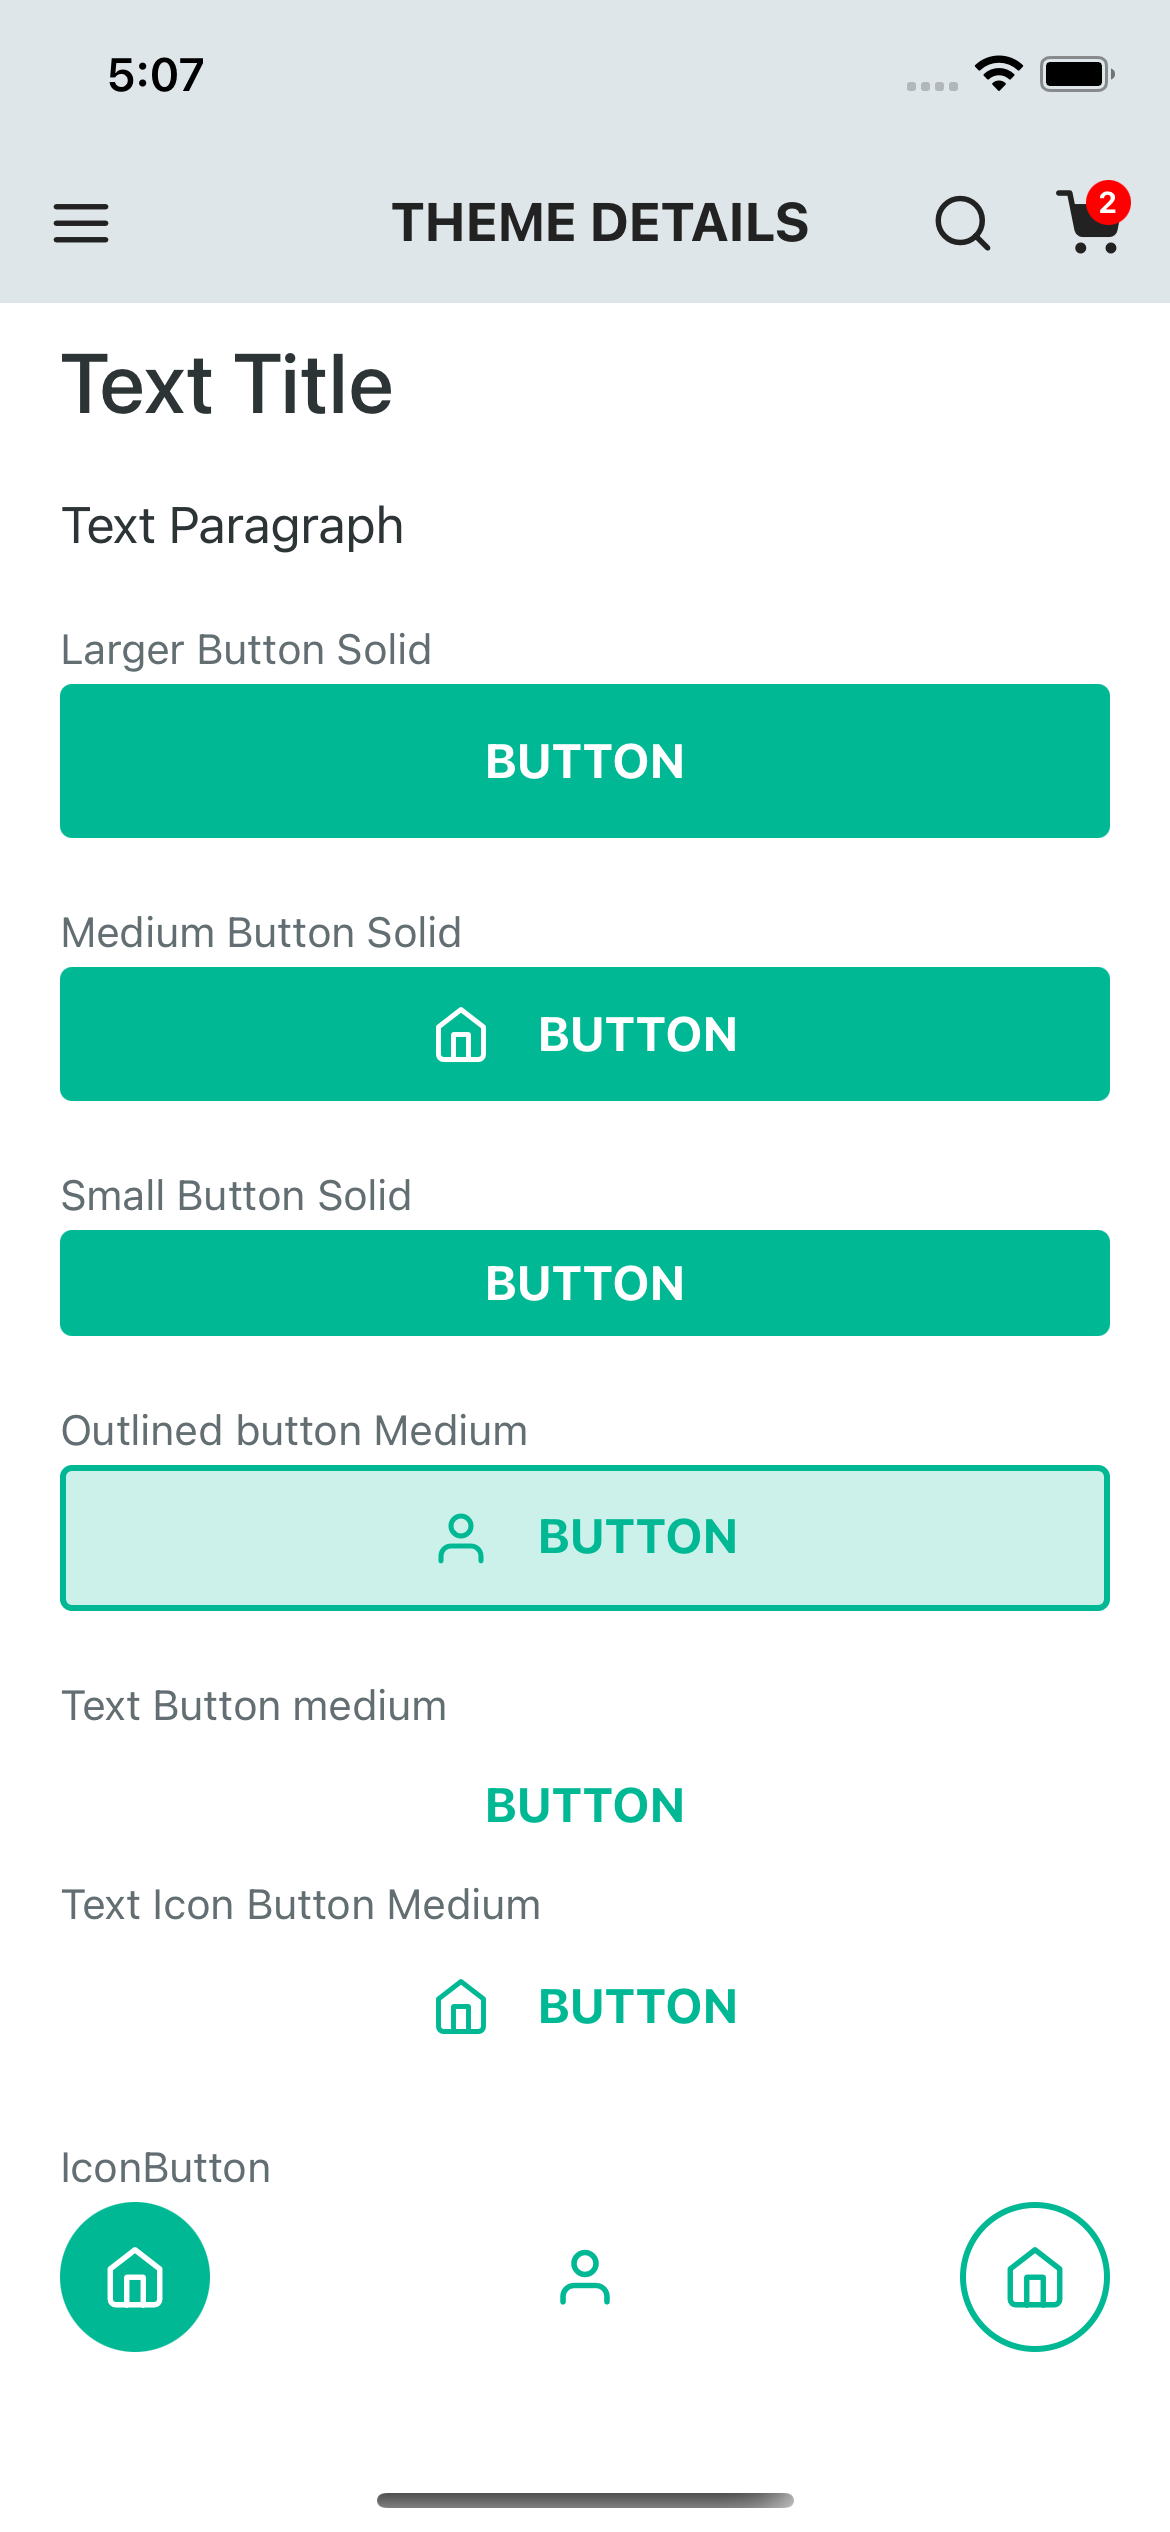 5:07
THEME DETAILS
2
Text Title
Text Paragraph
Larger Button Solid
BUTTON
Medium Button Solid
BUTTON
Small Button Solid
BUTTON
Outlined button Medium
BUTTON
Text Button medium
BUTTON
Text Icon Button Medium
BUTTON
IconButton